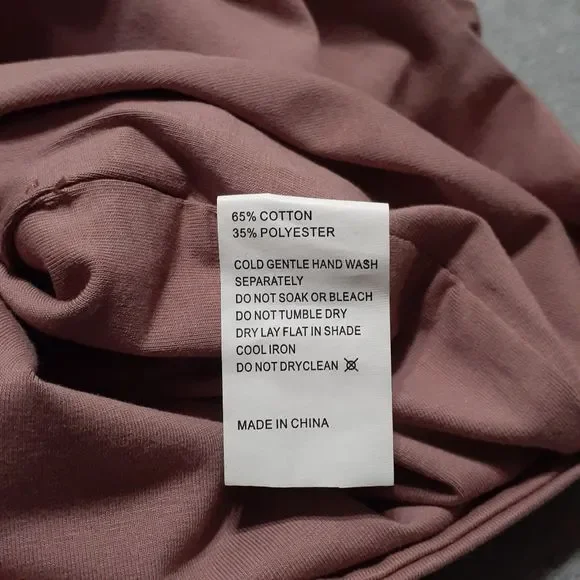 65% COTTON
35% POLYESTER
COLD GENTLE HAND WASH
SEPARATELY
DO NOT SOAK OR BLEACH
DO NOT TUMBLE DRY
DRY LAY FLAT IN SHADE
COOL IRON
DO NOT DRYCLEAN
MADE IN CHINA